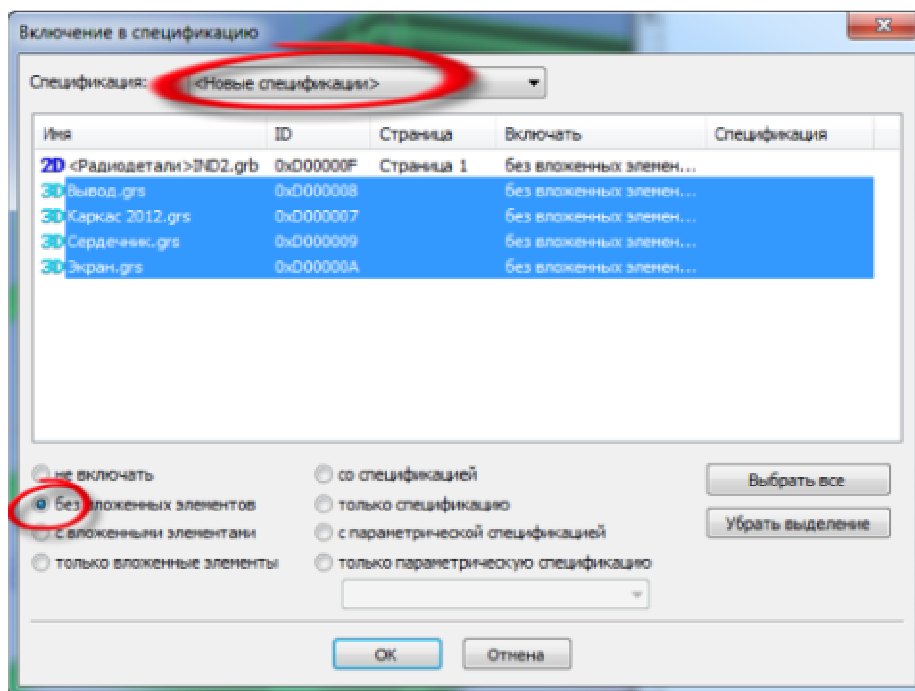 Включение в спецификацию
Спецификация: <Новые спецификации>
Имя ID Страница Включать Спецификация
2D <Радиодетали>IND2.grb 0xD00000F Страница 1 без вложенных элемен...
3D Вывод.grs 0xD000008 без вложенных элемен...
3D Каркас 2012.grs 0xD000007 без вложенных элемен...
3D Сердечник.grs 0xD000009 без вложенных элемен...
3D Экран.grs 0xD00000A без вложенных элемен...
не включать со спецификацией Выбрать все
без вложенных элементов только спецификацию
с вложенными элементами с параметрической спецификацией Убрать выделение
только вложенные элементы только параметрическую спецификацию
ОК Отмена